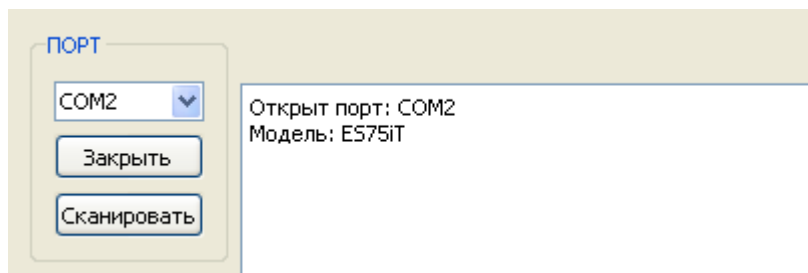 ПОРТ
COM2
Закрыть
Сканировать
Открыт порт: COM2
Модель: ES75iT